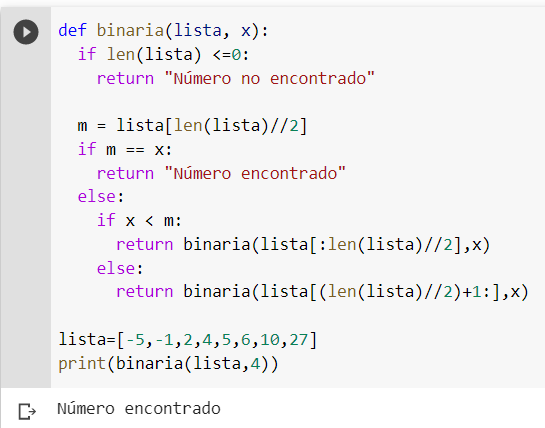 def binaria(lista, x):
  if len(lista) <=0:
    return "Número no encontrado"

  m = lista[len(lista)//2]
  if m == x:
    return "Número encontrado"
  else:
    if x < m:
      return binaria(lista[:len(lista)//2],x)
    else:
      return binaria(lista[(len(lista)//2)+1:],x)

lista=[-5,-1,2,4,5,6,10,27]
print(binaria(lista,4))
Número encontrado